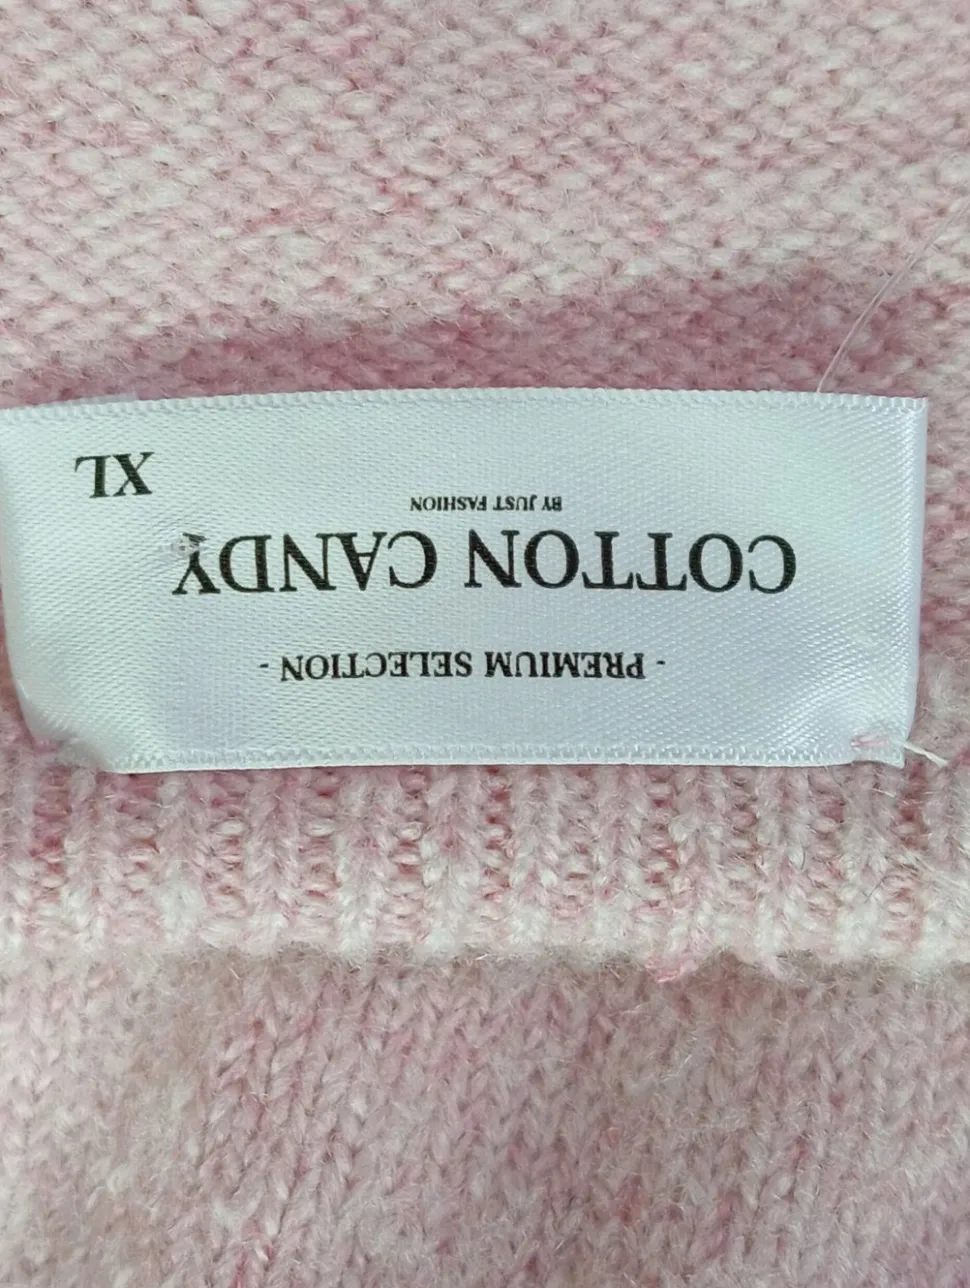 - PREMIUM SELECTION -
COTTON CANDY
BY JUST FASHION
XL